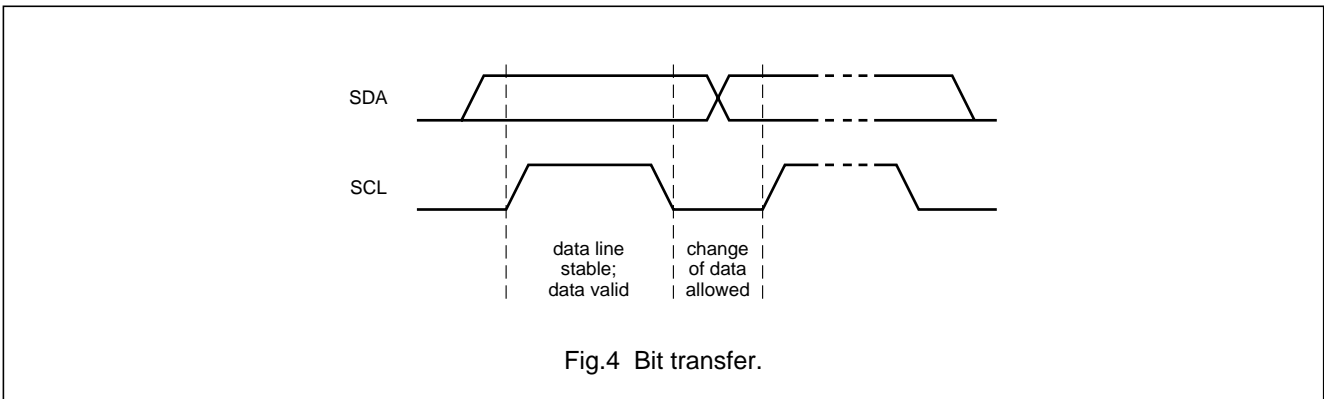 SDA
SCL
data line
stable;
data valid
change
of data
allowed
Fig.4 Bit transfer.